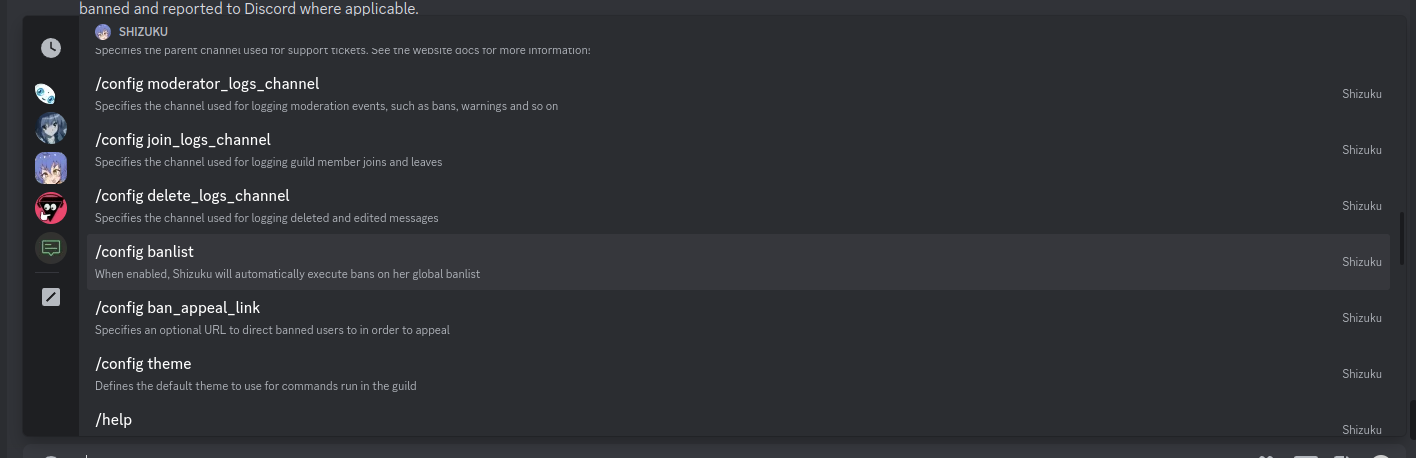 banned and reported to Discord where applicable.
SHIZUKU
Specifies the parent channel used for support tickets. See the website docs for more information!
/config moderator_logs_channel
Specifies the channel used for logging moderation events, such as bans, warnings and so on
Shizuku
/config join_logs_channel
Specifies the channel used for logging guild member joins and leaves
Shizuku
/config delete_logs_channel
Specifies the channel used for logging deleted and edited messages
Shizuku
/config banlist
When enabled, Shizuku will automatically execute bans on her global banlist
Shizuku
/config ban_appeal_link
Specifies an optional URL to direct banned users to in order to appeal
Shizuku
/config theme
Defines the default theme to use for commands run in the guild
Shizuku
/help
Shizuku